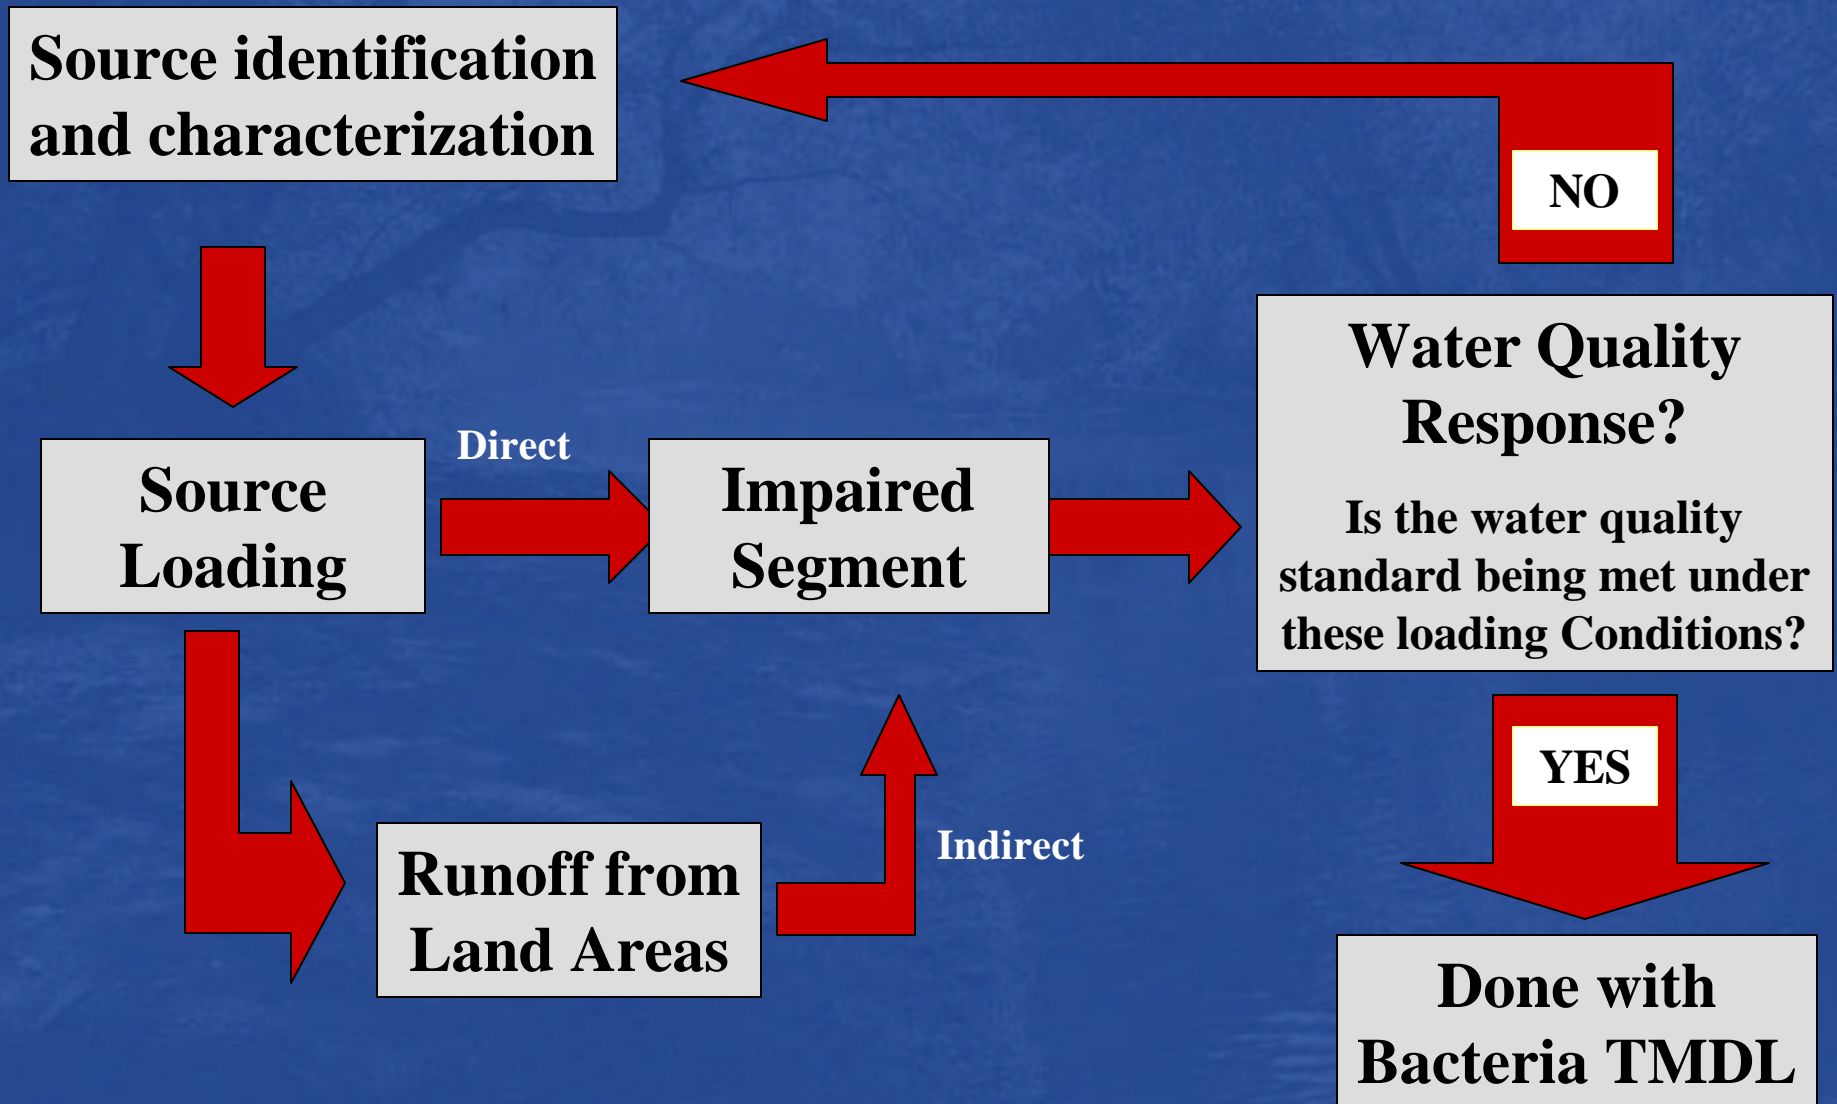 Source identification
and characterization
NO
Water Quality
Response?
Is the water quality
standard being met under
these loading Conditions?
Direct
Source
Loading
Impaired
Segment
YES
Indirect
Runoff from
Land Areas
Done with
Bacteria TMDL